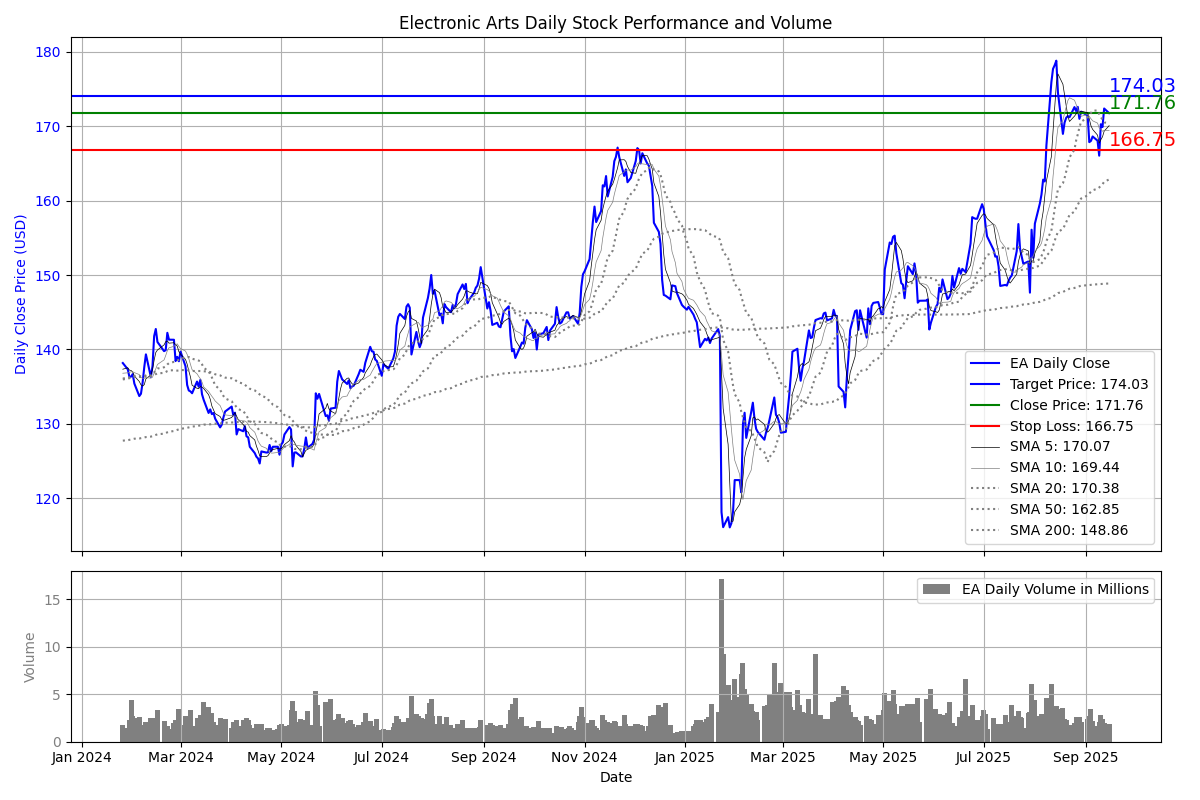 Electronic Arts Daily Stock Performance and Volume
180
170
160
150
140
130
120
Daily Close Price (USD)
174.03
171.76
166.75
EA Daily Close
Target Price: 174.03
Close Price: 171.76
Stop Loss: 166.75
SMA 5: 170.07
SMA 10: 169.44
SMA 20: 170.38
SMA 50: 162.85
SMA 200: 148.86
15
10
5
0
Volume
EA Daily Volume in Millions
Jan 2024 Mar 2024 May 2024 Jul 2024 Sep 2024 Nov 2024 Jan 2025 Mar 2025 May 2025 Jul 2025 Sep 2025
Date